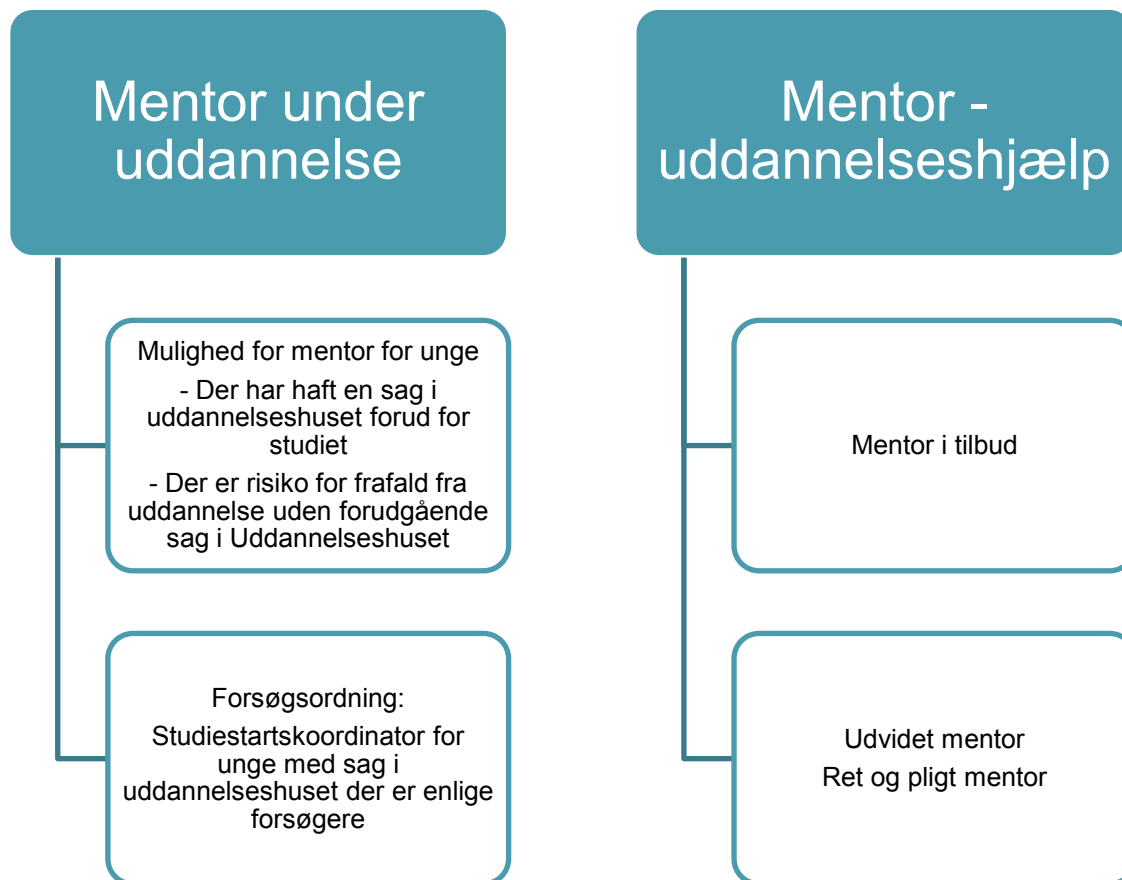 Mentor under
uddannelse
Mulighed for mentor for unge
- Der har haft en sag i
uddannelseshuset forud for
studiet
- Der er risiko for frafald fra
uddannelse uden forudgående
sag i Uddannelseshuset
Forsøgsordning:
Studiestartskoordinator for
unge med sag i
uddannelseshuset der er enlige
forsøgere
Mentor -
uddannelseshjælp
Mentor i tilbud
Udvidet mentor
Ret og pligt mentor